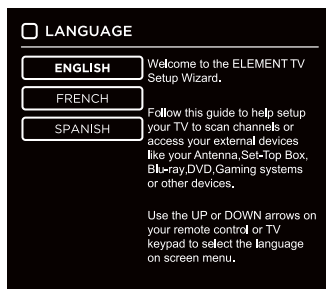 LANGUAGE
ENGLISH
FRENCH
SPANISH
Welcome to the ELEMENT TV
Setup Wizard.
Follow this guide to help setup
your TV to scan channels or
access your external devices
like your Antenna,Set-Top Box,
Blu-ray,DVD,Gaming systems
or other devices.
Use the UP or DOWN arrows on
your remote control or TV
keypad to select the language
on screen menu.